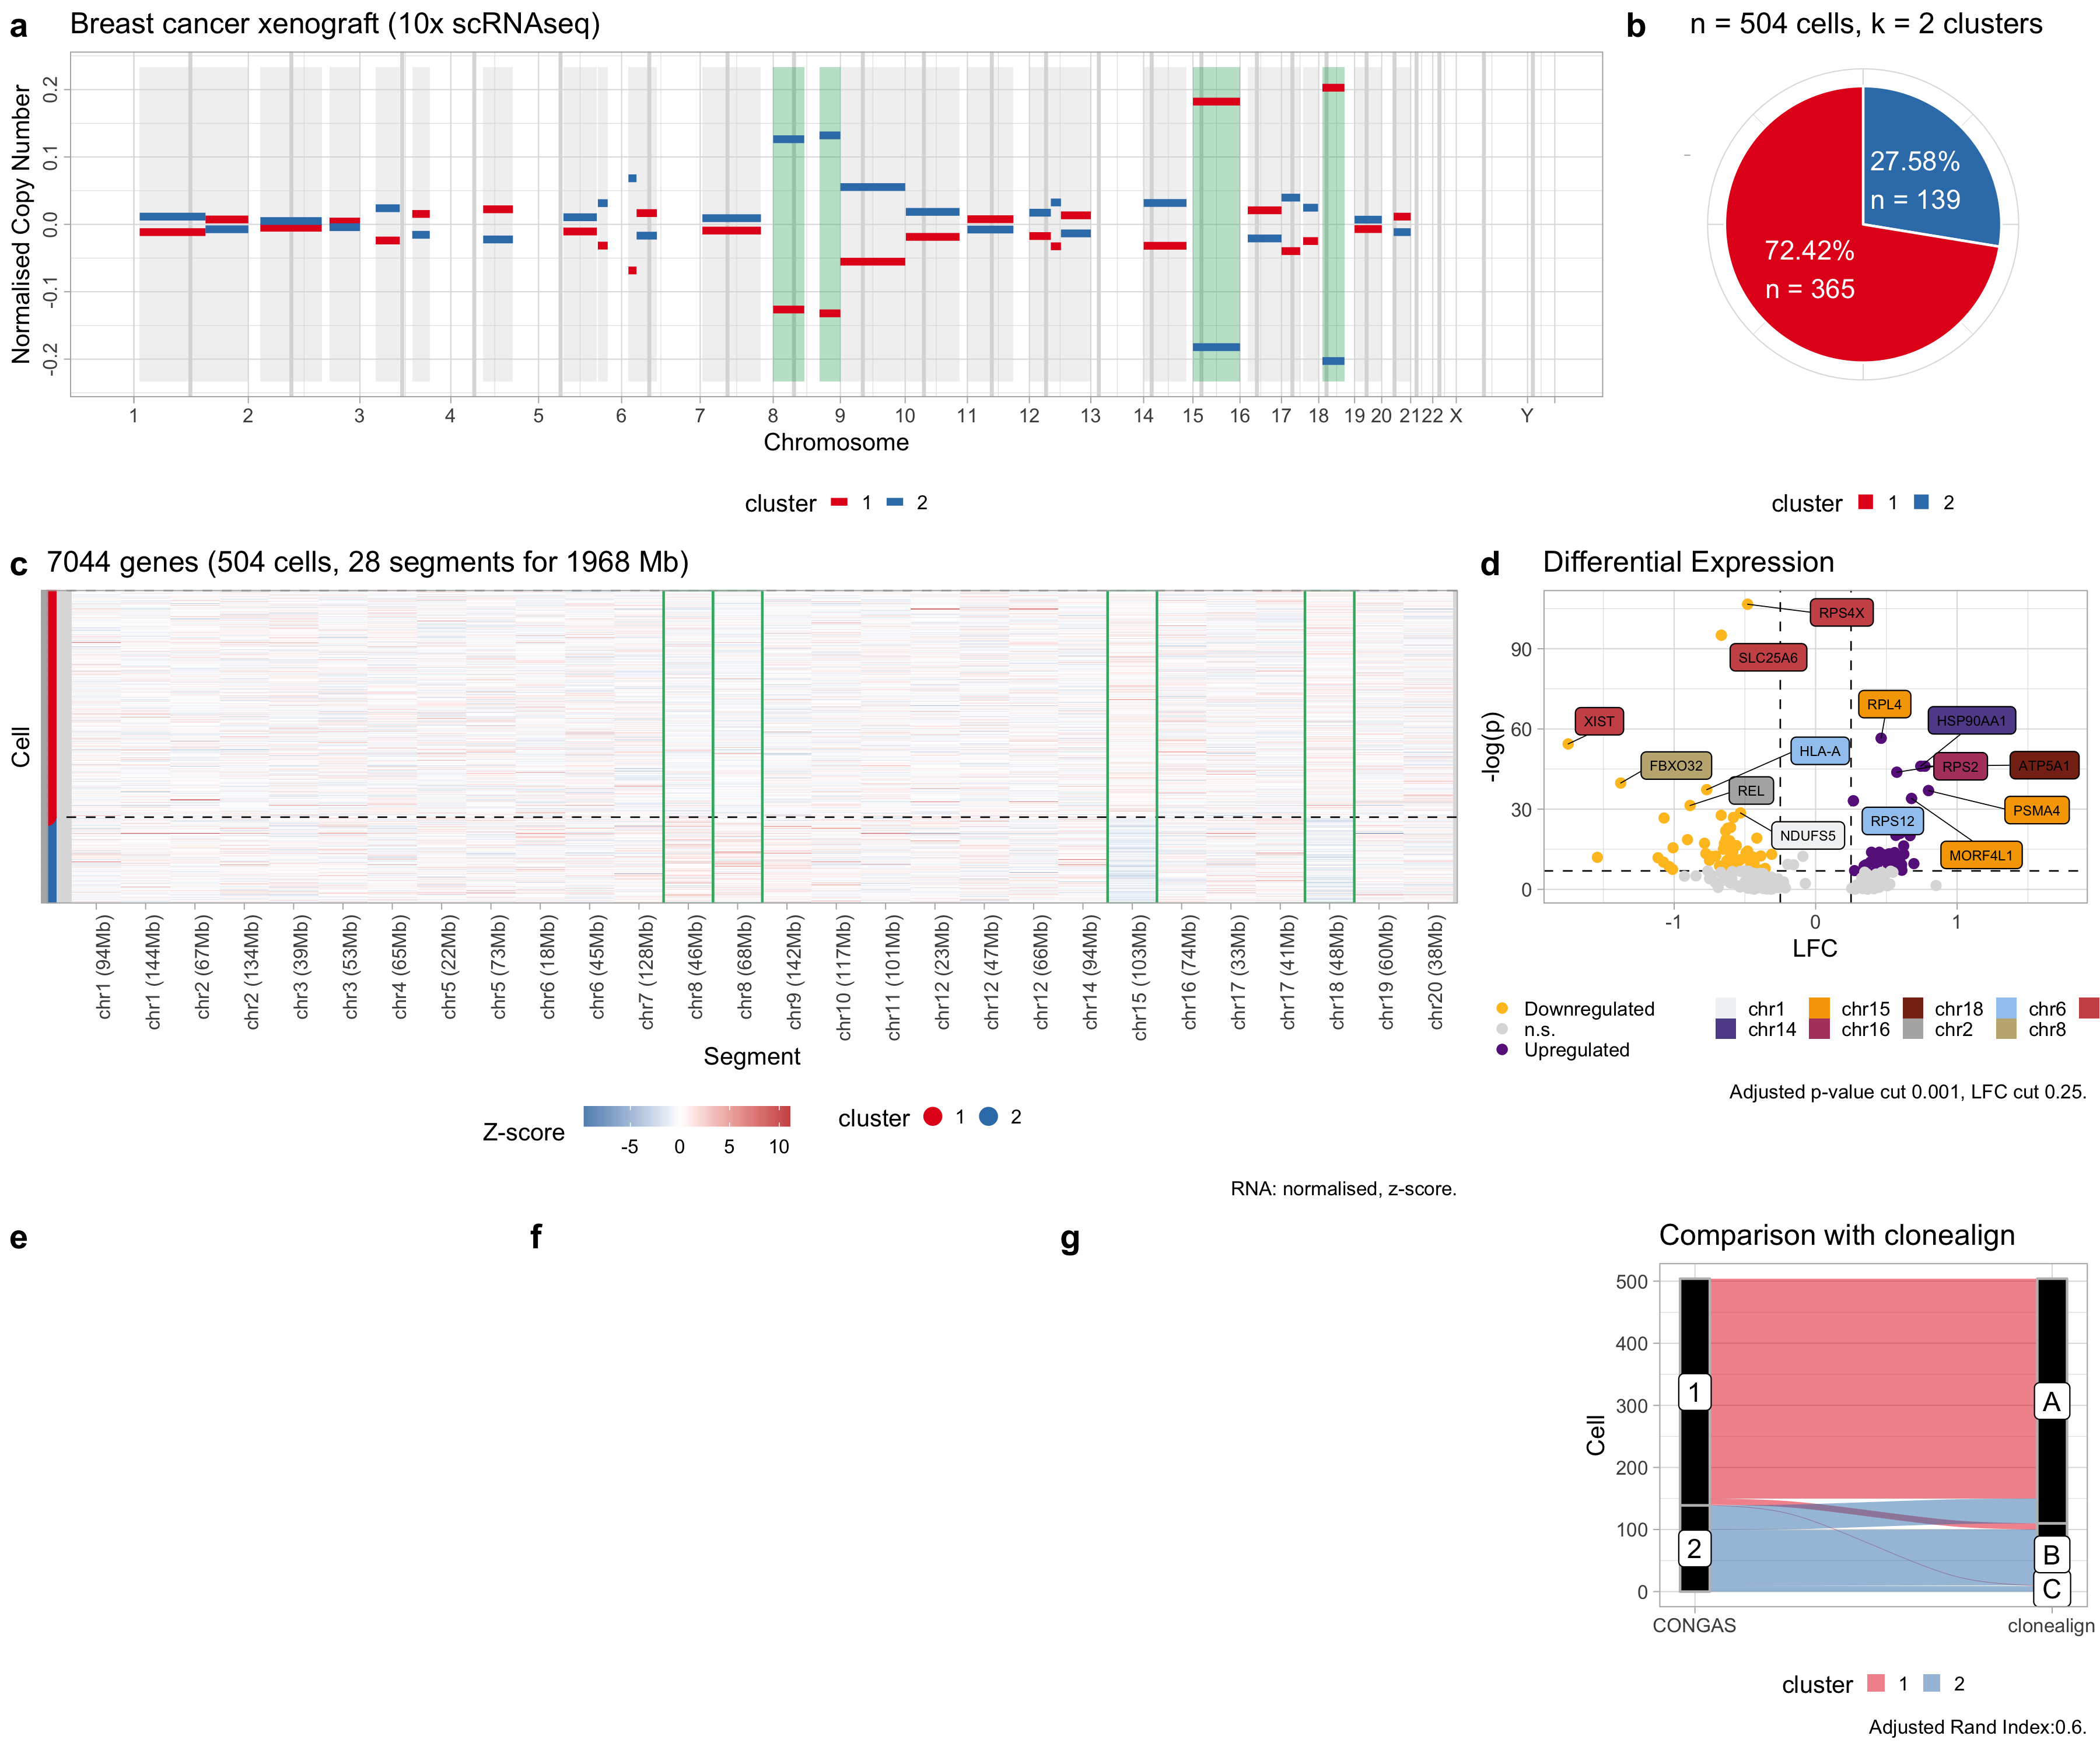 a Breast cancer xenograft (10x scRNAseq)
b n = 504 cells, k = 2 clusters
Normalised Copy Number
0.2
0.1
0.0
-0.1
-0.2
1 2 3 4 5 6 7 8 9 10 11 12 13 14 15 16 17 18 19 20 21 22 X Y
Chromosome
cluster 1 2
27.58%
n = 139
72.42%
n = 365
cluster 1 2
c 7044 genes (504 cells, 28 segments for 1968 Mb)
Cell
chr1 (94Mb)
chr1 (144Mb)
chr2 (67Mb)
chr2 (134Mb)
chr3 (39Mb)
chr3 (53Mb)
chr4 (65Mb)
chr5 (22Mb)
chr5 (73Mb)
chr6 (18Mb)
chr6 (45Mb)
chr7 (128Mb)
chr8 (46Mb)
chr8 (68Mb)
chr9 (142Mb)
chr10 (117Mb)
chr11 (101Mb)
chr12 (23Mb)
chr12 (47Mb)
chr12 (66Mb)
chr14 (94Mb)
chr15 (103Mb)
chr16 (74Mb)
chr17 (33Mb)
chr17 (41Mb)
chr18 (48Mb)
chr19 (60Mb)
chr20 (38Mb)
Segment
Z-score -5 0 5 10
cluster 1 2
RNA: normalised, z-score.
d Differential Expression
-log(p)
90
60
30
0
RPS4X
SLC25A6
XIST
RPL4
HSP90AA1
HLA-A
FBXO32
RPS2
ATP5A1
REL
PSMA4
RPS12
NDUFS5
MORF4L1
-1 0 1
LFC
Downregulated
n.s.
Upregulated
chr1 chr15 chr18 chr6
chr14 chr16 chr2 chr8
Adjusted p-value cut 0.001, LFC cut 0.25.
e
f
g
Comparison with clonealign
Cell
500
400
300
200
100
0
1
2
A
B
C
CONGAS clonealign
cluster 1 2
Adjusted Rand Index:0.6.